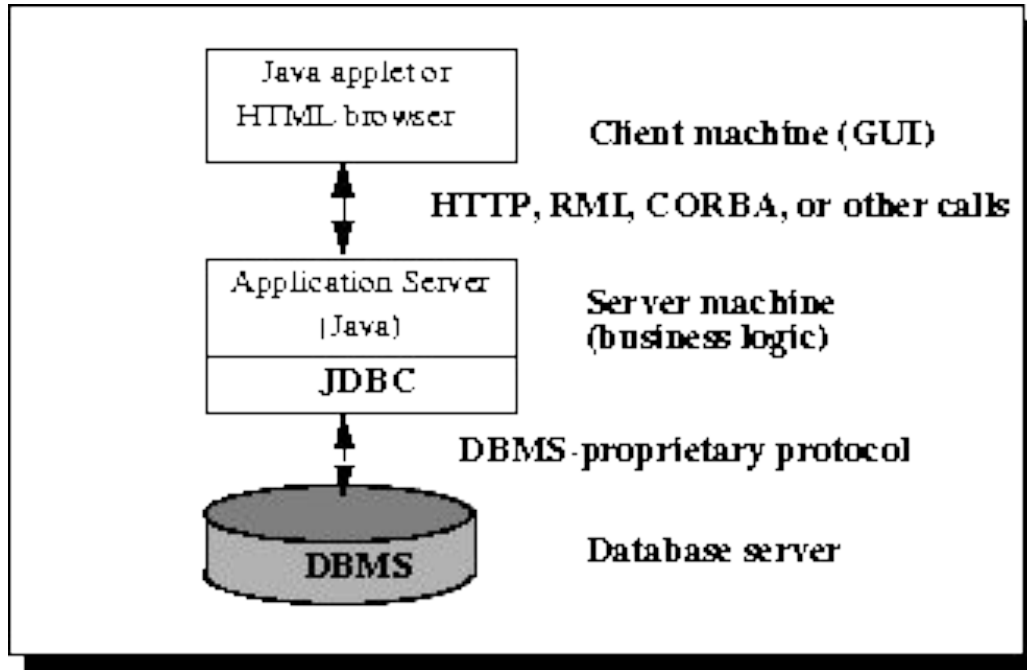 Java applet or
HTML browser
Client machine (GUI)
HTTP, RMI, CORBA, or other calls
Application Server
(Java)
Server machine
(business logic)
JDBC
DBMS-proprietary protocol
DBMS
Database server